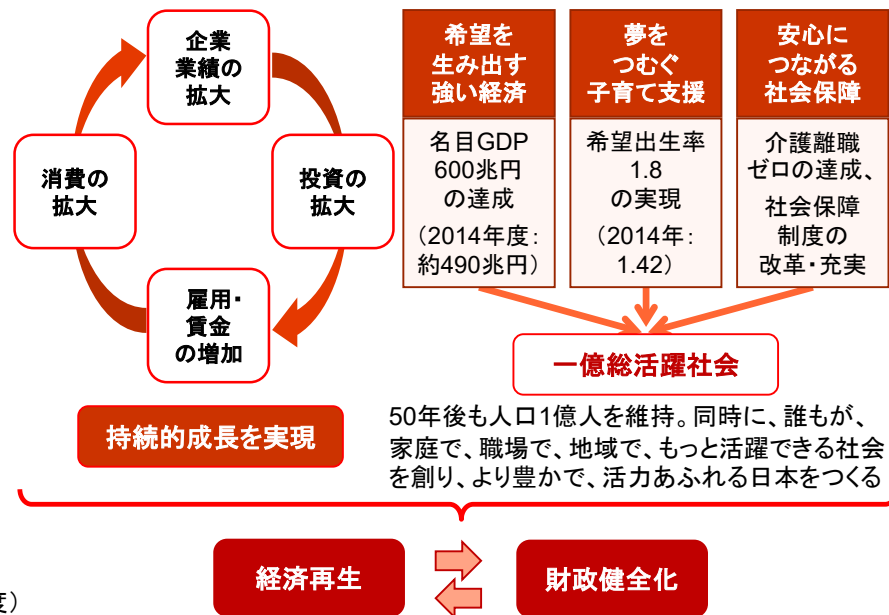 企業
業績の
拡大
投資の
拡大
雇用・
賃金
の増加
消費の
拡大
持続的成長を実現
希望を
生み出す
強い経済
名目GDP
600兆円
の達成
（2014年度：
約490兆円）
夢を
つむぐ
子育て支援
希望出生率
1.8
の実現
（2014年：
1.42）
安心に
つながる
社会保障
介護離職
ゼロの達成、
社会保障
制度の
改革・充実
一億総活躍社会
50年後も人口1億人を維持。同時に、誰もが、
家庭で、職場で、地域で、もっと活躍できる社会
を創り、より豊かで、活力あふれる日本をつくる
経済再生
財政健全化
度）